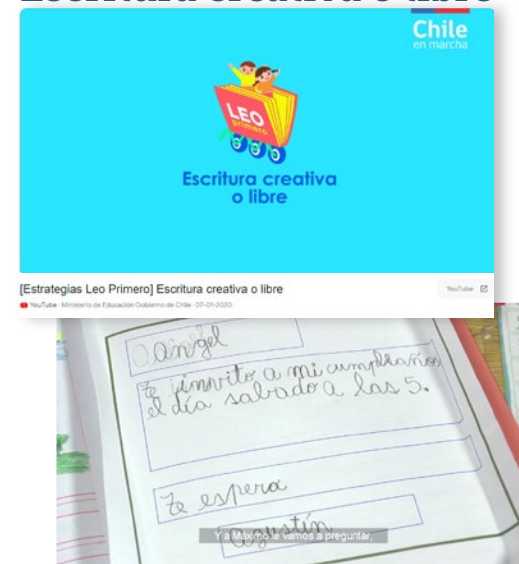 Escritura creativa o libre
Chile
en marcha
LEO
primero
Escritura creativa
o libre
[Estrategias Leo Primero] Escritura creativa o libre
YouTube
YouTube · Ministerio de Educación Gobierno de Chile · 07-01-2020
angel
te invito a mi cumpleaños
el día sabado a las 5.
te espera
agustín
Y a Máximo le vamos a preguntar,